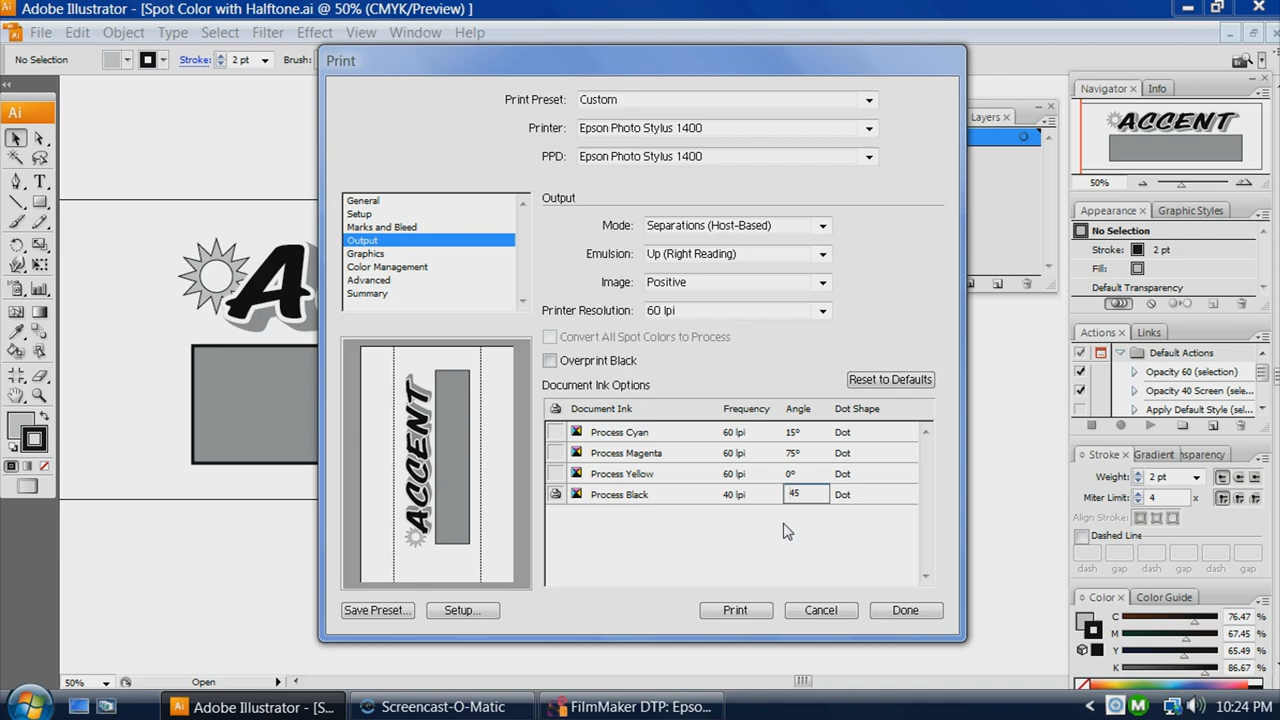 Adobe Illustrator - [Spot Color with Halftone.ai @ 50% (CMYK/Preview) ]
File Edit Object Type Select Filter Effect View Window Help
No Selection Stroke: 2 pt Brush:
Ai
Print
Print Preset: Custom
Printer: Epson Photo Stylus 1400
PPD: Epson Photo Stylus 1400
General
Setup
Marks and Bleed
Output
Graphics
Color Management
Advanced
Summary
Output
Mode: Separations (Host-Based)
Emulsion: Up (Right Reading)
Image: Positive
Printer Resolution: 60 lpi
Convert All Spot Colors to Process
Overprint Black
Document Ink Options Reset to Defaults
Document Ink Frequency Angle Dot Shape
Process Cyan 60 lpi 15° Dot
Process Magenta 60 lpi 75° Dot
Process Yellow 60 lpi 0° Dot
Process Black 40 lpi 45 Dot
ACCENT
Save Preset... Setup... Print Cancel Done
A
Layers x
Navigator x Info
ACCENT
50%
Appearance x Graphic Styles
No Selection
Stroke: 2 pt
Fill:
Default Transparency
Actions x Links
Default Actions
Opacity 60 (selection)
Opacity 40 Screen (sele...
Apply Default Style (sel...
Stroke x Gradient nsparency
Weight: 2 pt
Miter Limit: 4 x
Align Stroke:
Dashed Line
dash gap dash gap dash gap
Color x Color Guide
C 76.47 %
M 67.45 %
Y 65.49 %
K 86.67 %
50% Open
Adobe Illustrator - [S... Screencast-O-Matic FilmMaker DTP: Epso... M 10:24 PM